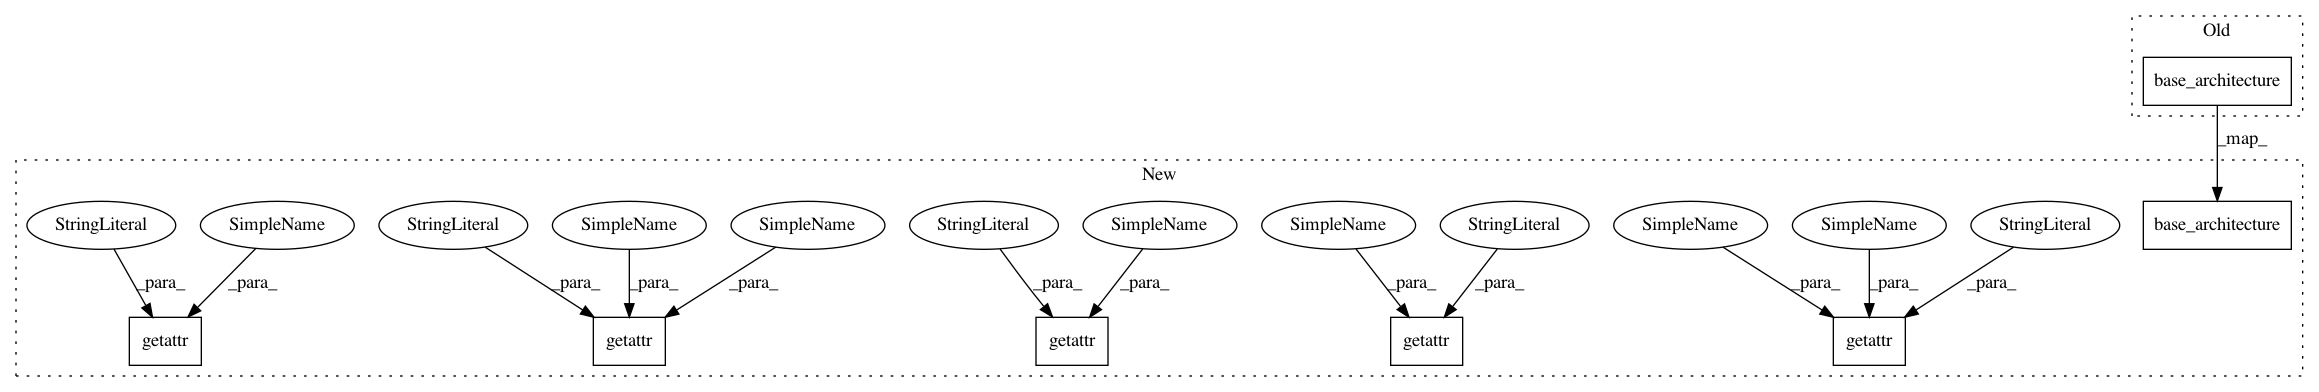 Old
base_architecture
_map_
New
StringLiteral SimpleName StringLiteral SimpleName SimpleName StringLiteral SimpleName SimpleName StringLiteral SimpleName SimpleName StringLiteral base_architecture
_para_ _para_ _para_ _para_ _para_ _para_ _para_ _para_ _para_ _para_ _para_ _para_
getattr getattr getattr getattr getattr